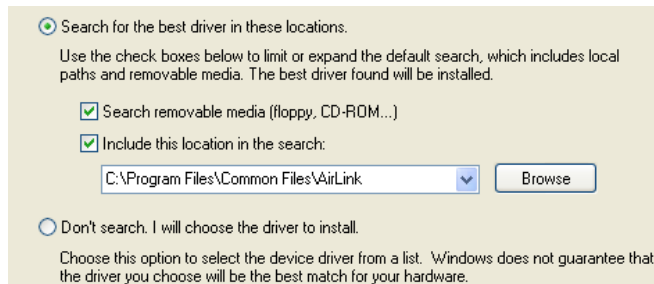 Search for the best driver in these locations.
Use the check boxes below to limit or expand the default search, which includes local
paths and removable media. The best driver found will be installed.
Search removable media (floppy, CD-ROM...)
Include this location in the search:
C:\Program Files\Common Files\AirLink
Browse
Don't search. I will choose the driver to install.
Choose this option to select the device driver from a list. Windows does not guarantee that
the driver you choose will be the best match for your hardware.